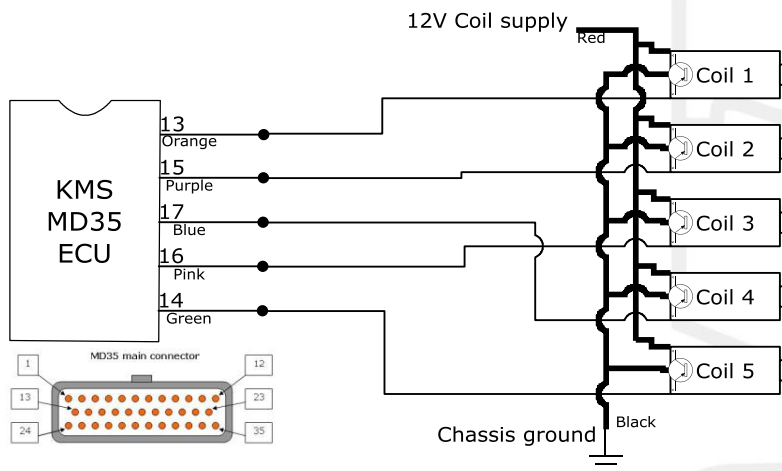 12V Coil supply
Red
Coil 1
13
Orange
Coil 2
15
Purple
KMS
MD35
ECU
17
Blue
Coil 3
16
Pink
Coil 4
14
Green
MD35 main connector
1
12
Coil 5
13
23
24
35
Black
Chassis ground